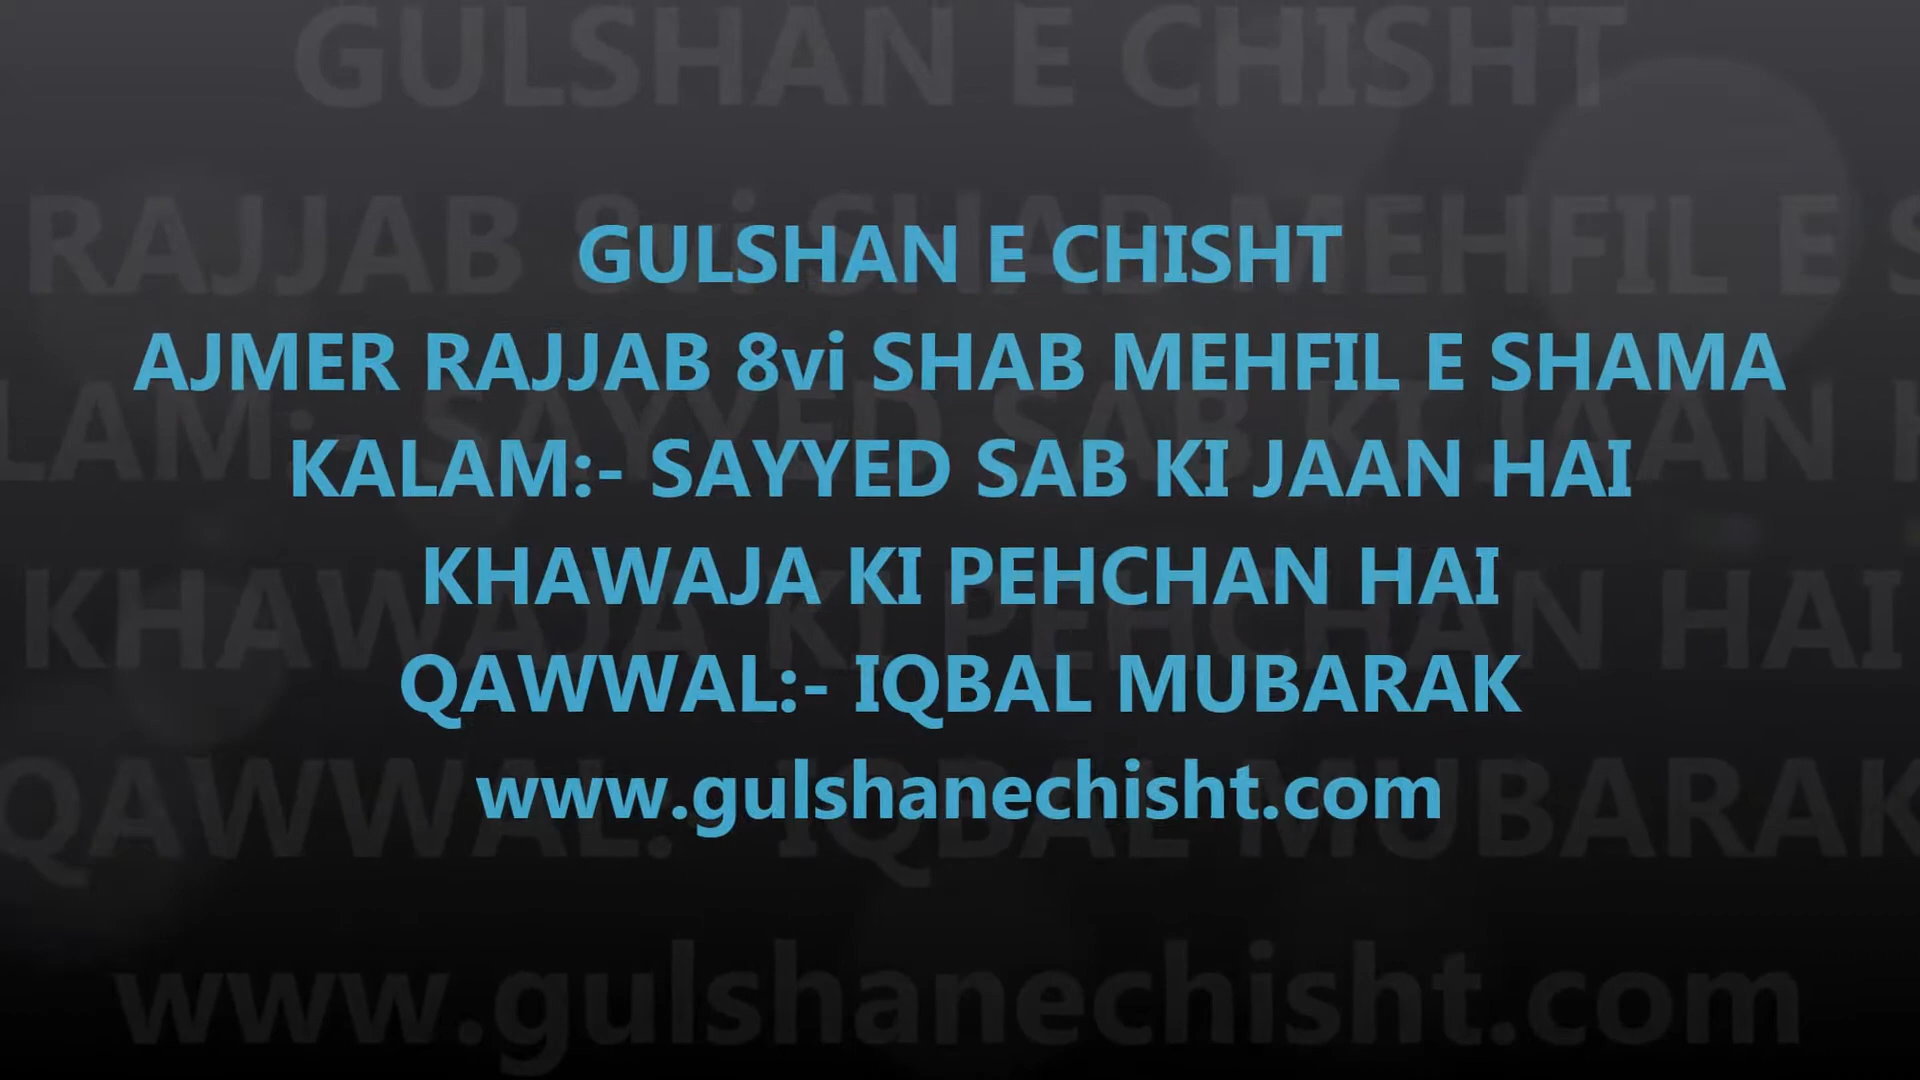 GULSHAN E CHISHT
AJMER RAJJAB 8vi SHAB MEHFIL E SHAMA
KALAM:- SAYYED SAB KI JAAN HAI
KHAWAJA KI PEHCHAN HAI
QAWWAL:- IQBAL MUBARAK
www.gulshanechisht.com